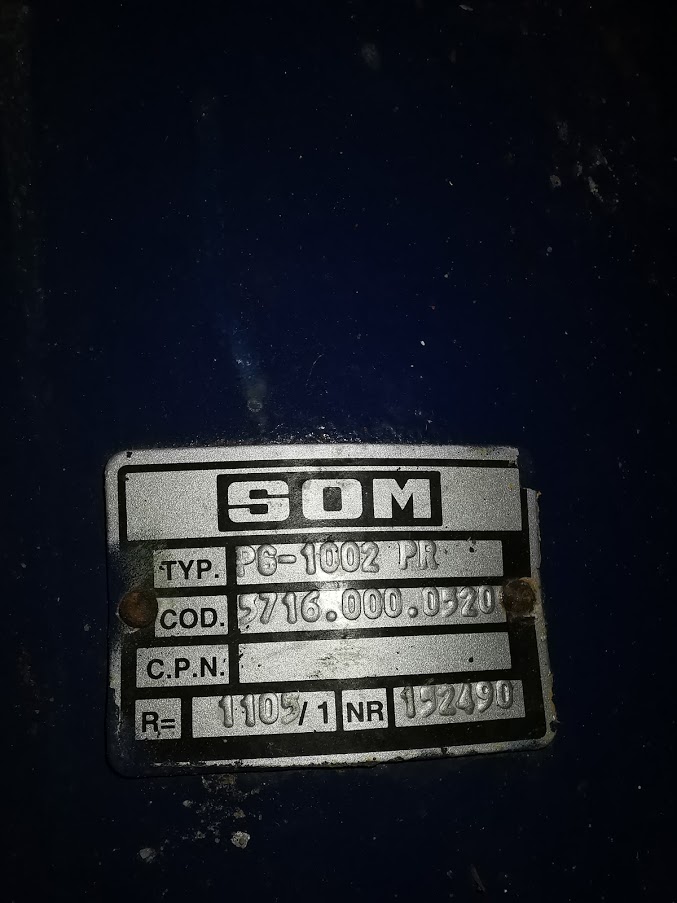 SOM
TYP. PG-1002 PR
COD. 5716.000.0520
C.P.N.
R= 1105/1 NR 152490